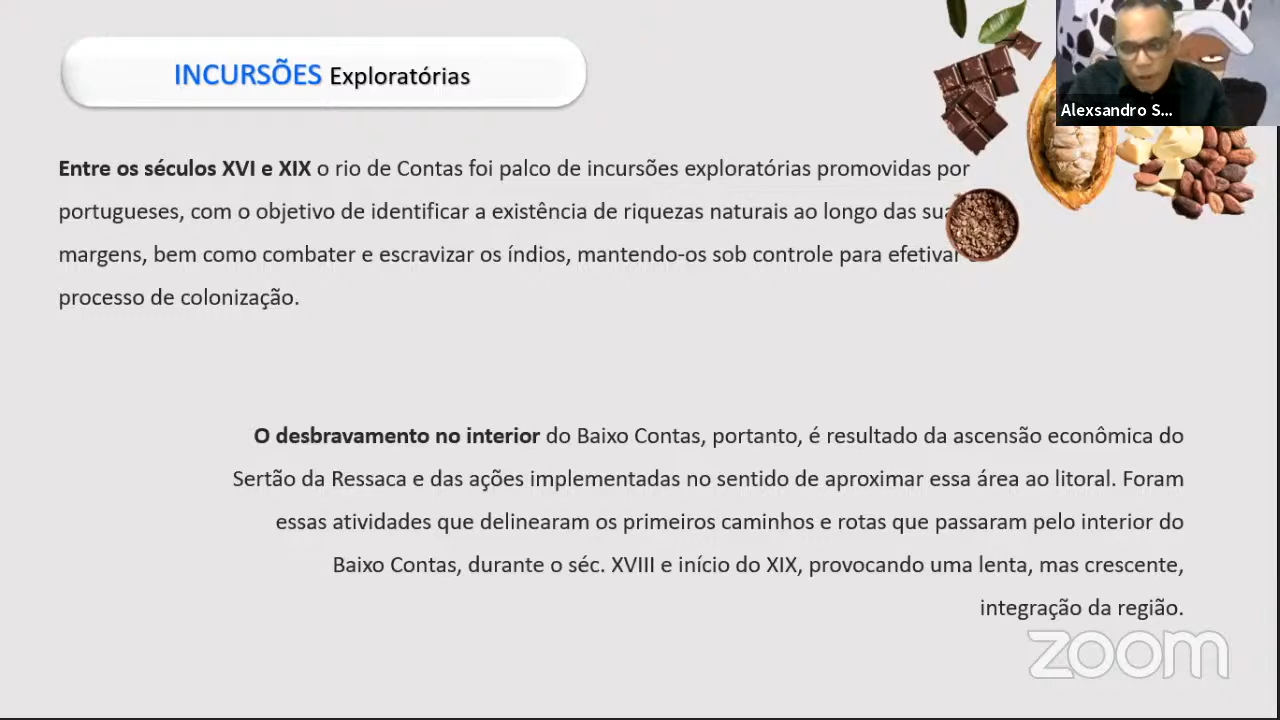 INCURSÕES Exploratórias
Alexsandro S...
Entre os séculos XVI e XIX o rio de Contas foi palco de incursões exploratórias promovidas por
portugueses, com o objetivo de identificar a existência de riquezas naturais ao longo das
margens, bem como combater e escravizar os índios, mantendo-os sob controle para efetivar
processo de colonização.
O desbravamento no interior do Baixo Contas, portanto, é resultado da ascensão econômica do
Sertão da Ressaca e das ações implementadas no sentido de aproximar essa área ao litoral. Foram
essas atividades que delinearam os primeiros caminhos e rotas que passaram pelo interior do
Baixo Contas, durante o séc. XVIII e início do XIX, provocando uma lenta, mas crescente,
integração da região.
zoom